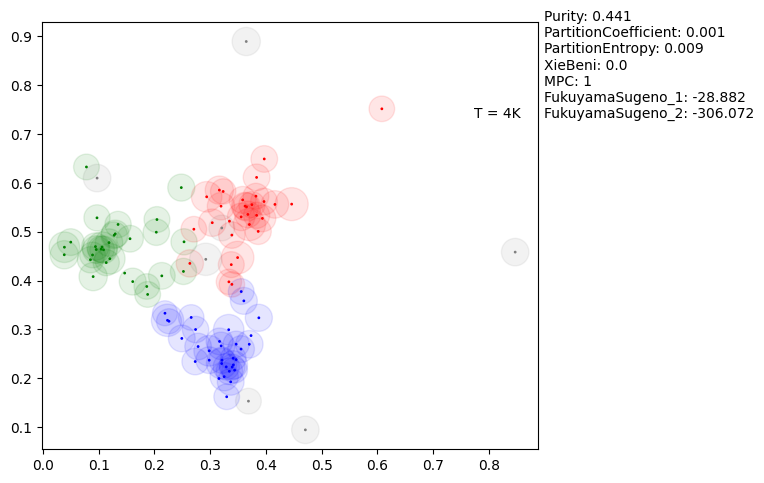 Purity: 0.441
PartitionCoefficient: 0.001
PartitionEntropy: 0.009
XieBeni: 0.0
MPC: 1
FukuyamaSugeno_1: -28.882
FukuyamaSugeno_2: -306.072
T = 4K
0.9
0.8
0.7
0.6
0.5
0.4
0.3
0.2
0.1
0.0 0.1 0.2 0.3 0.4 0.5 0.6 0.7 0.8